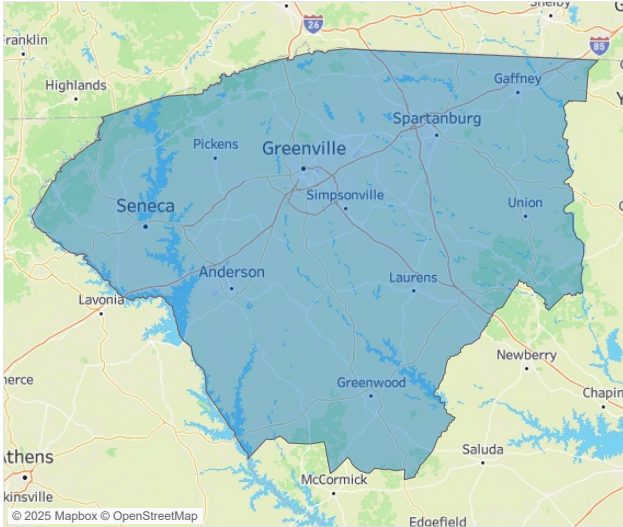 Shelby
Franklin
26
85
Highlands
Gaffney
Spartanburg
Pickens
Greenville
Simpsonville
Seneca
Union
Anderson
Laurens
Lavonia
Newberry
Greenwood
Chapin
Athens
Saluda
McCormick
kinsville
© 2025 Mapbox © OpenStreetMap
Edgefield